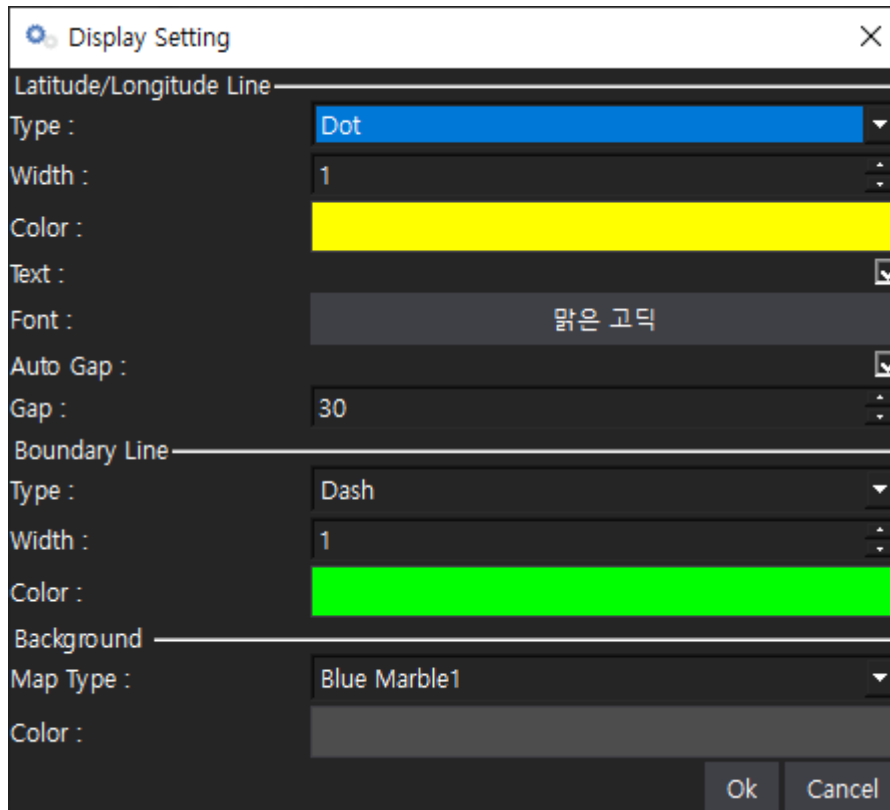 Display Setting
Latitude/Longitude Line
Type : Dot
Width : 1
Color :
Text :
Font : 맑은 고딕
Auto Gap :
Gap : 30
Boundary Line
Type : Dash
Width : 1
Color :
Background
Map Type : Blue Marble1
Color :
Ok Cancel